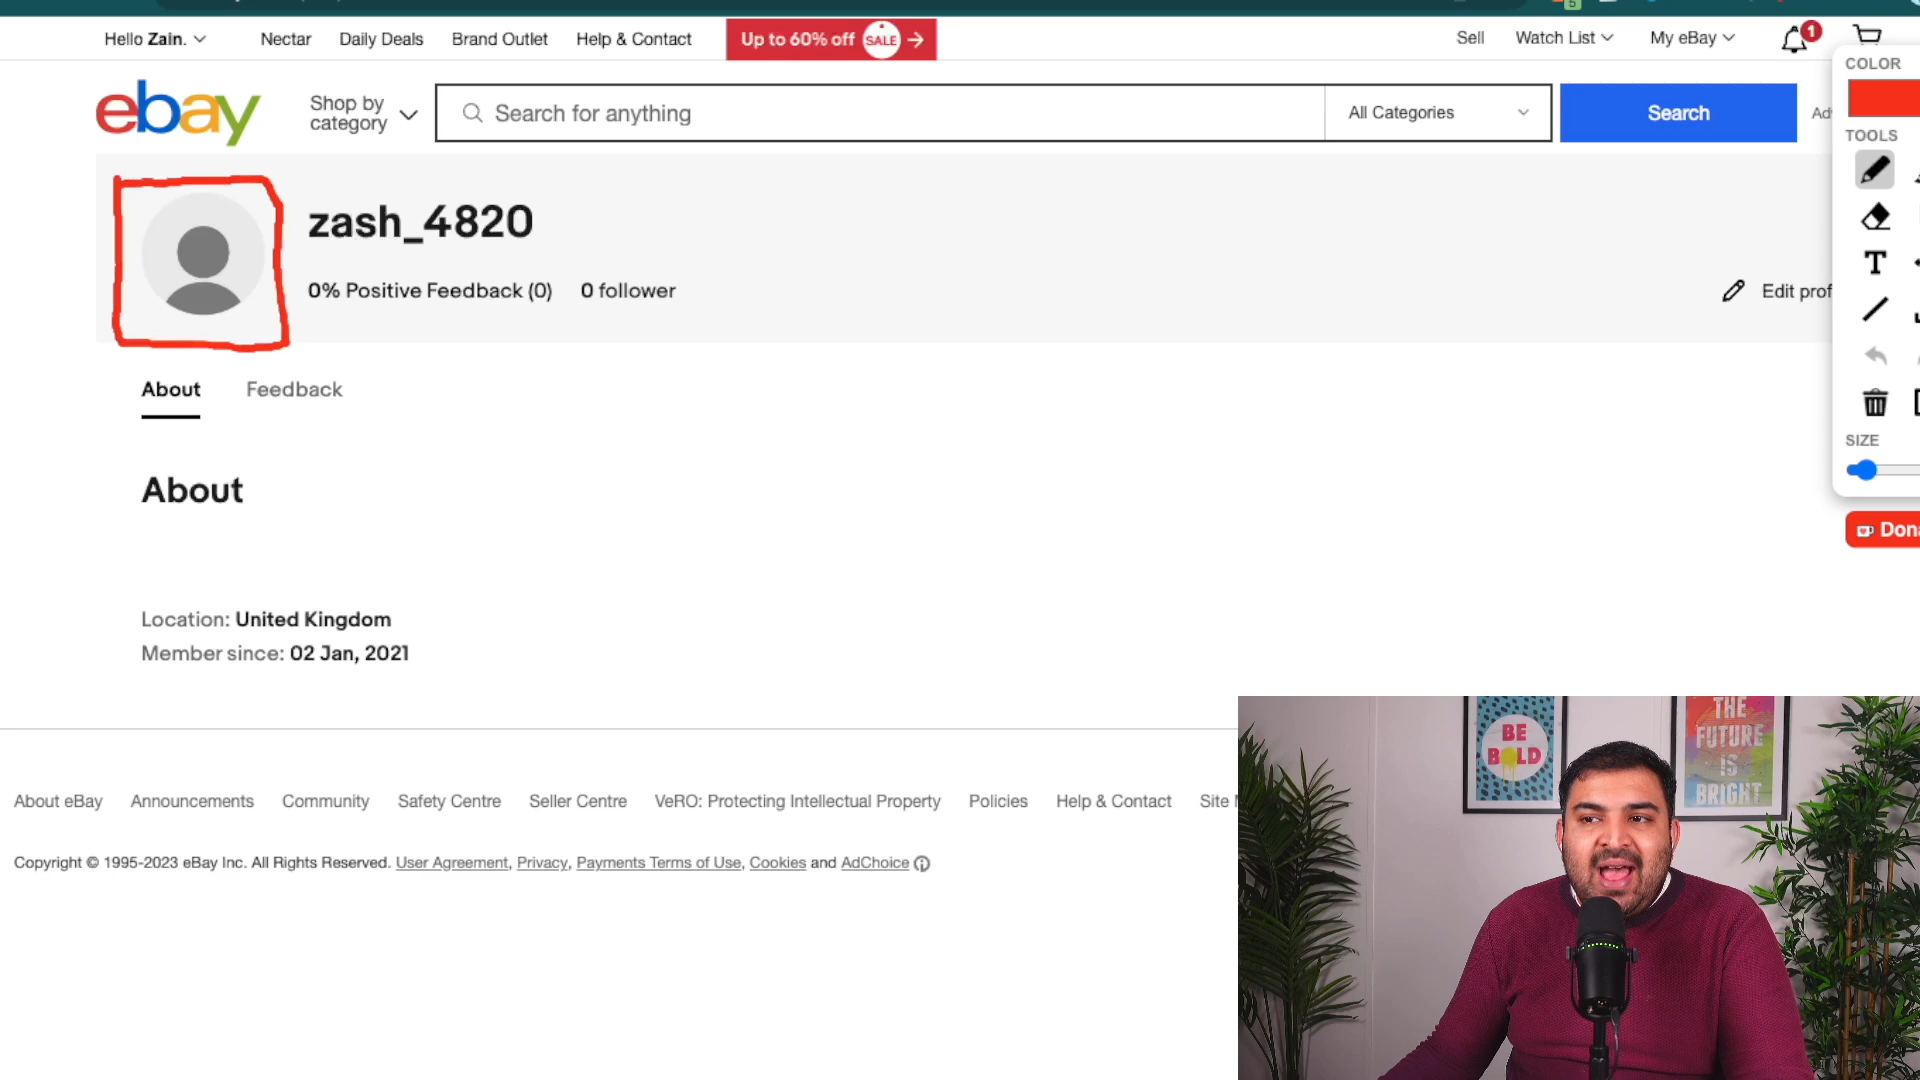 Hello Zain.
Nectar
Daily Deals
Brand Outlet
Help & Contact
Up to 60% off SALE
Sell
Watch List
My eBay
1
5
ebay
Shop by category
Search for anything
All Categories
Search
COLOR
TOOLS
T
SIZE
zash_4820
0% Positive Feedback (0)
0 follower
About
Feedback
About
Location: United Kingdom
Member since: 02 Jan, 2021
About eBay
Announcements
Community
Safety Centre
Seller Centre
VeRO: Protecting Intellectual Property
Policies
Help & Contact
Site
Copyright © 1995-2023 eBay Inc. All Rights Reserved. User Agreement, Privacy, Payments Terms of Use, Cookies and AdChoice
BE
BOLD
THE
FUTURE
IS
BRIGHT